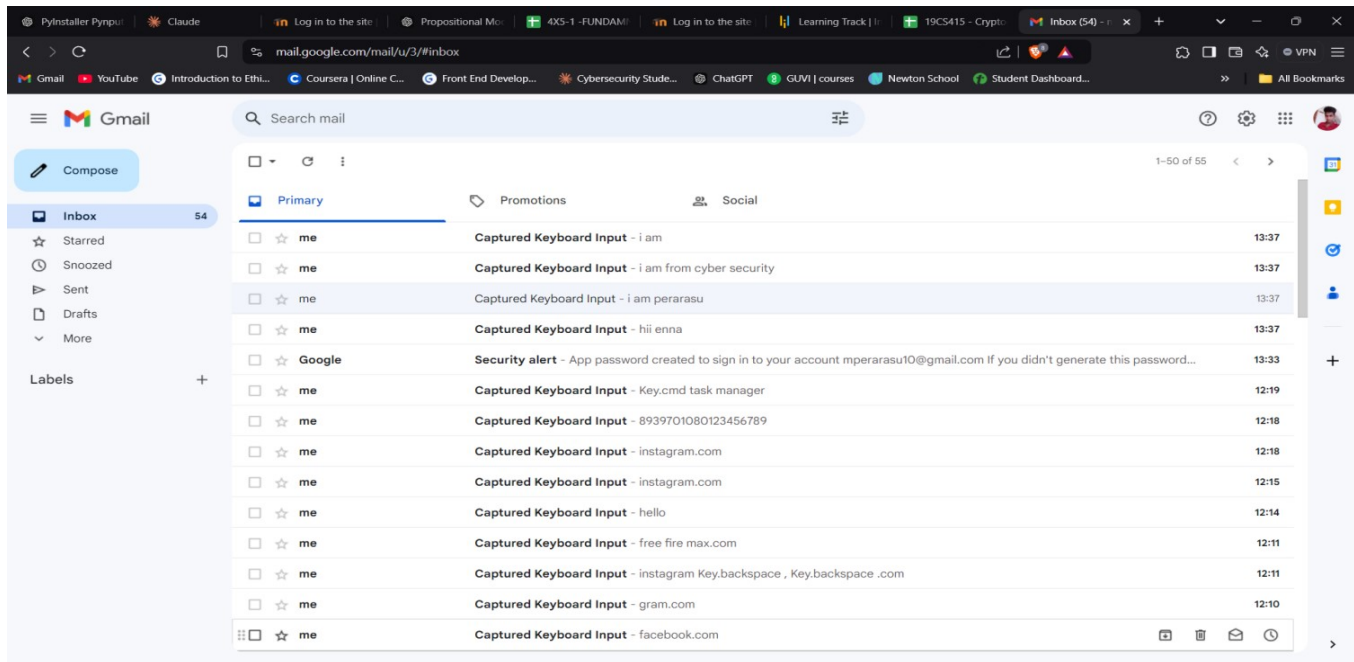 PyInstaller Pynput Claude Log in to the site Propositional Mo 4X5-1 -FUNDAM Log in to the site Learning Track | Ir 19CS415 - Crypto Inbox (54) - r
mail.google.com/mail/u/3/#inbox VPN
Gmail YouTube Introduction to Ethi... Coursera | Online C... Front End Develop... Cybersecurity Stude... ChatGPT GUVI | courses Newton School Student Dashboard... » All Bookmarks
Gmail Search mail
Compose 1–50 of 55
Primary Promotions Social
Inbox 54
Starred
Snoozed
Sent
Drafts
More
Labels
me Captured Keyboard Input - i am 13:37
me Captured Keyboard Input - i am from cyber security 13:37
me Captured Keyboard Input - i am perarasu 13:37
me Captured Keyboard Input - hii enna 13:37
Google Security alert - App password created to sign in to your account mperarasu10@gmail.com If you didn't generate this password... 13:33
me Captured Keyboard Input - Key.cmd task manager 12:19
me Captured Keyboard Input - 8939701080123456789 12:18
me Captured Keyboard Input - instagram.com 12:18
me Captured Keyboard Input - instagram.com 12:15
me Captured Keyboard Input - hello 12:14
me Captured Keyboard Input - free fire max.com 12:11
me Captured Keyboard Input - instagram Key.backspace , Key.backspace .com 12:11
me Captured Keyboard Input - gram.com 12:10
me Captured Keyboard Input - facebook.com